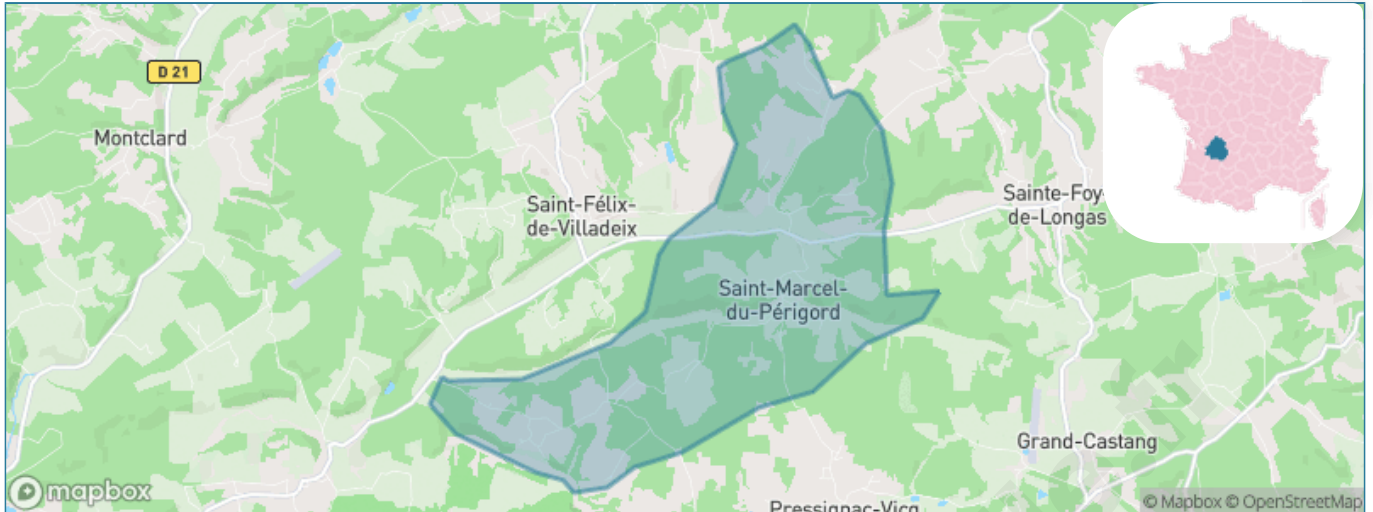 D 21
Montclard
Saint-Félix-
de-Villadeix
Sainte-Foy-
de-Longas
Saint-Marcel-
du-Périgord
Grand-Castang
Pressignac-Vicq
mapbox
© Mapbox © OpenStreetMap